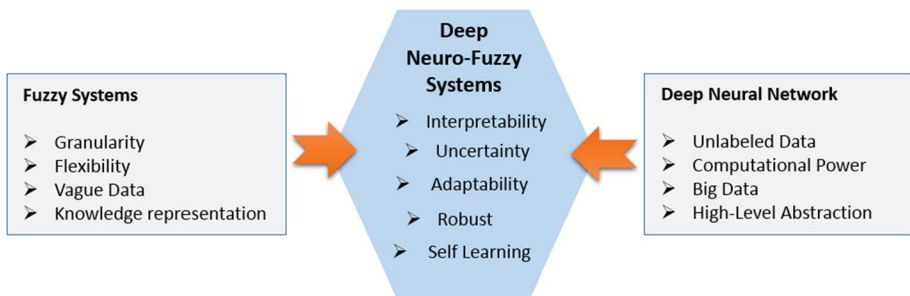 Fuzzy Systems
➢ Granularity
➢ Flexibility
➢ Vague Data
➢ Knowledge representation
Deep
Neuro-Fuzzy
Systems
➢ Interpretability
➢ Uncertainty
➢ Adaptability
➢ Robust
➢ Self Learning
Deep Neural Network
➢ Unlabeled Data
➢ Computational Power
➢ Big Data
➢ High-Level Abstraction